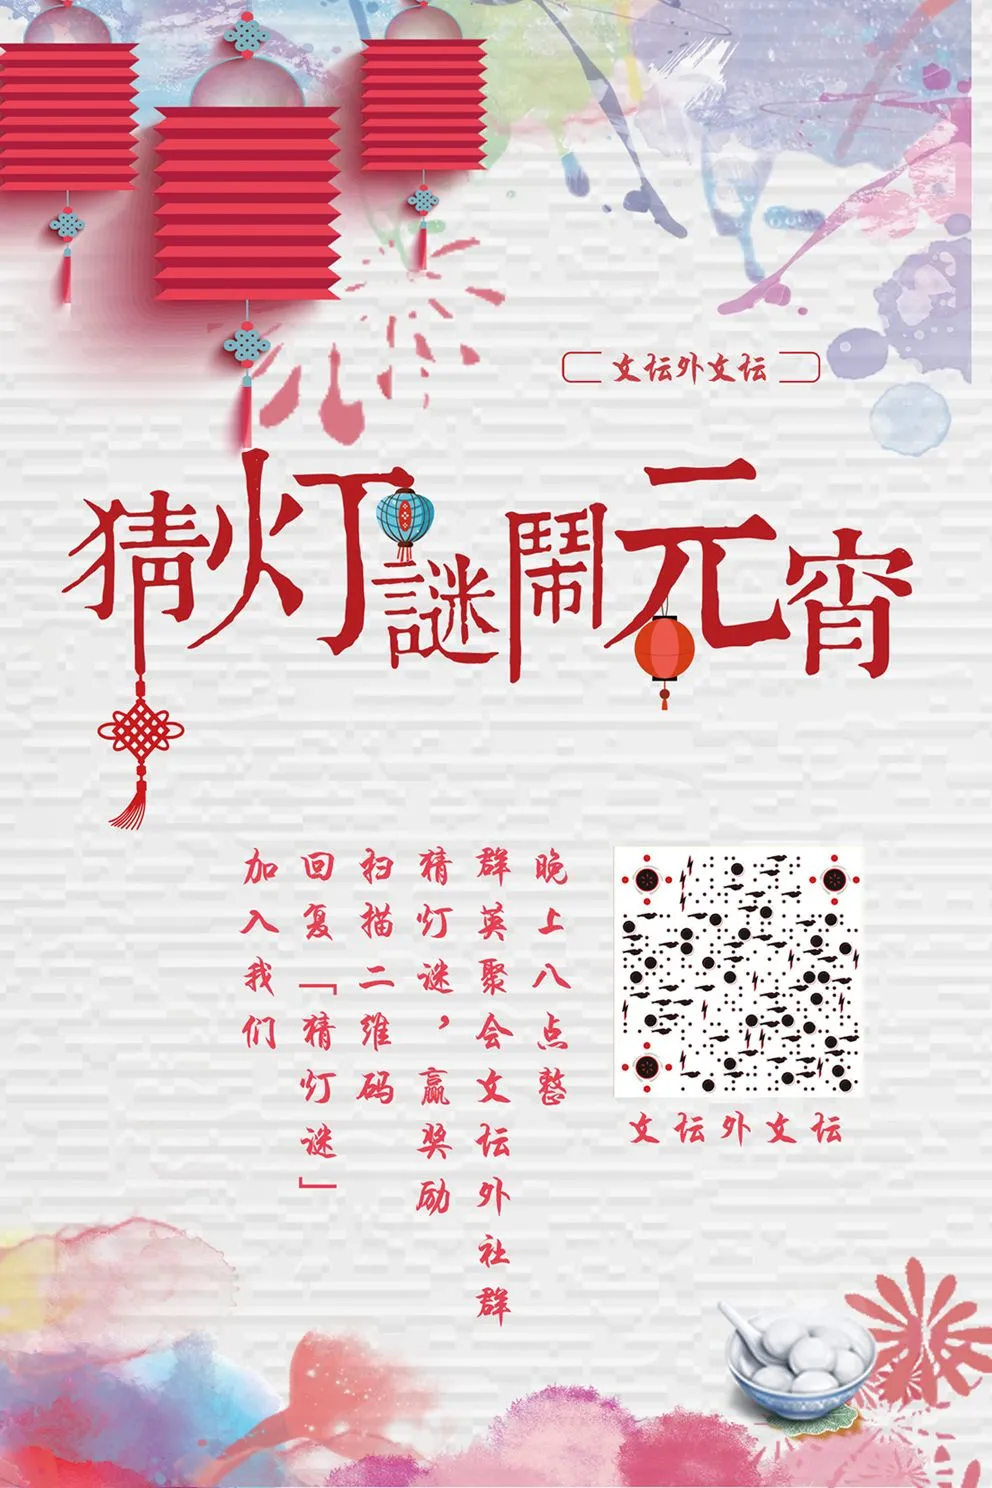 文坛外文坛
猜灯謎鬧元宵
晚上八点整
群英聚会文坛外社群
猜灯谜，赢奖励
扫描二维码
回复「猜灯谜」
加入我们
文坛外文坛